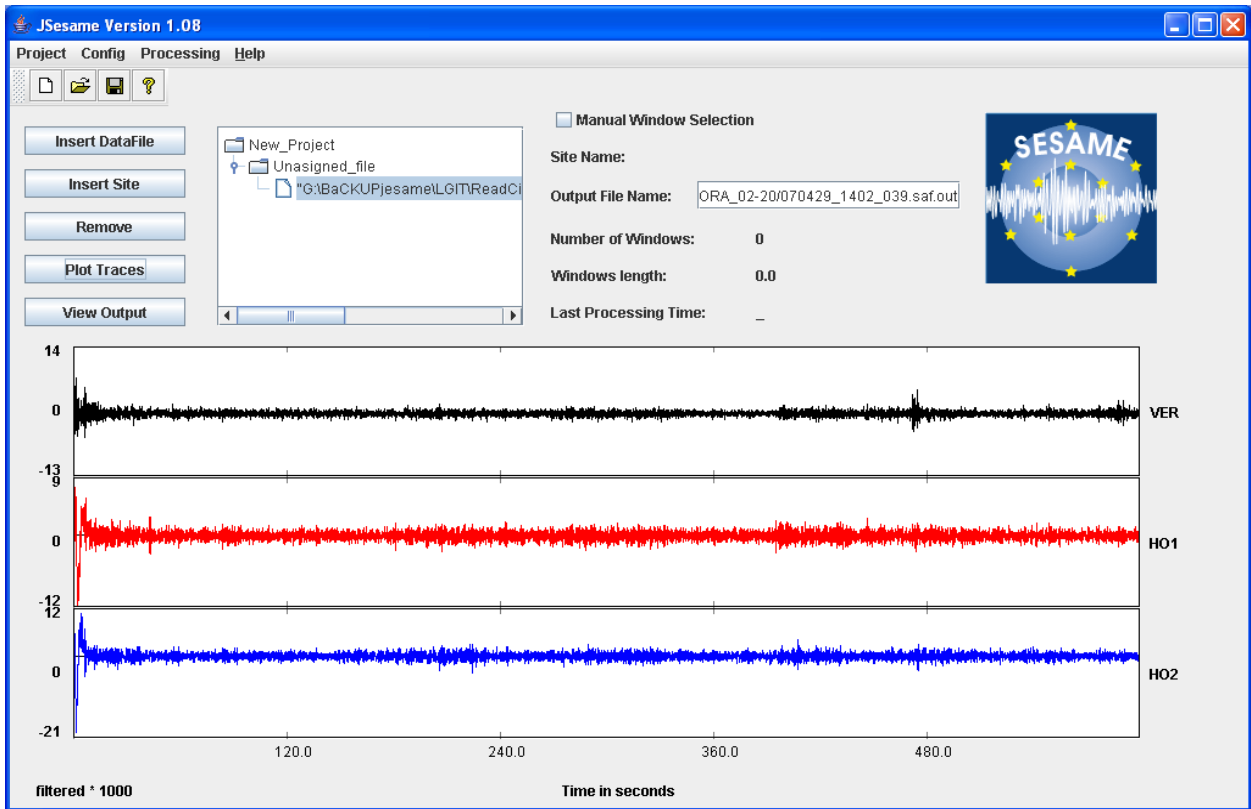 JSesame Version 1.08
Project Config Processing Help
Insert DataFile
Insert Site
Remove
Plot Traces
View Output
New_Project
Unasigned_file
"G:\BaCKUPjesame\LGIT\ReadCi
Manual Window Selection
Site Name:
Output File Name: ORA_02-20/070429_1402_039.saf.out
Number of Windows: 0
Windows length: 0.0
Last Processing Time: _
SESAME
14
0
-13
VER
9
0
-12
HO1
12
0
-21
HO2
120.0 240.0 360.0 480.0
filtered * 1000 Time in seconds